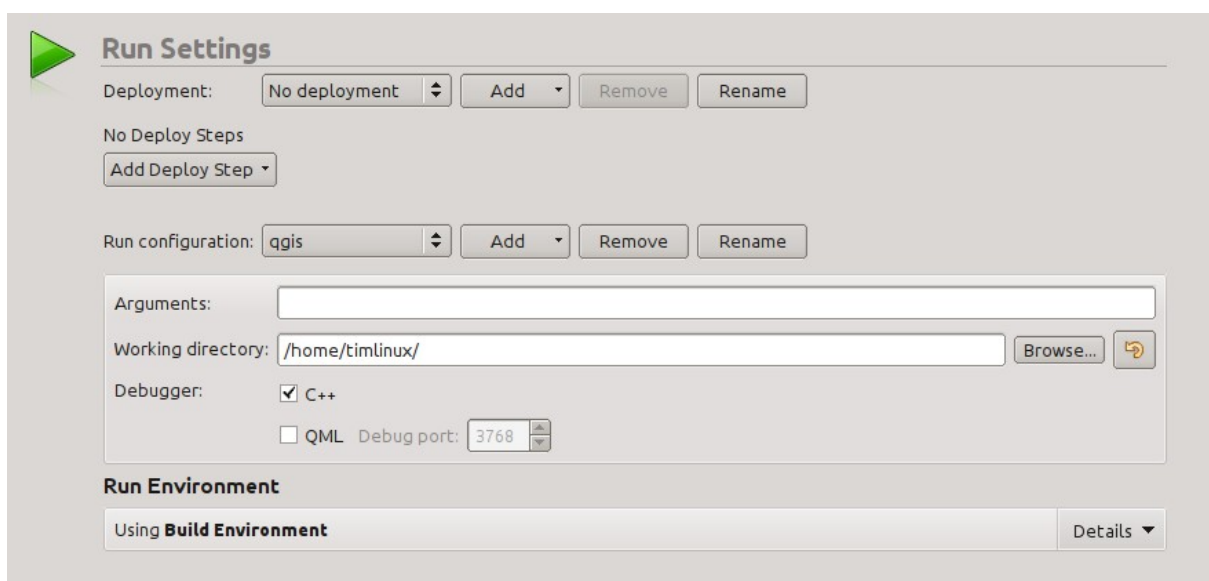 Run Settings
Deployment: No deployment Add Remove Rename
No Deploy Steps
Add Deploy Step
Run configuration: qgis Add Remove Rename
Arguments:
Working directory: /home/timlinux/ Browse...
Debugger: C++
QML Debug port: 3768
Run Environment
Using Build Environment Details